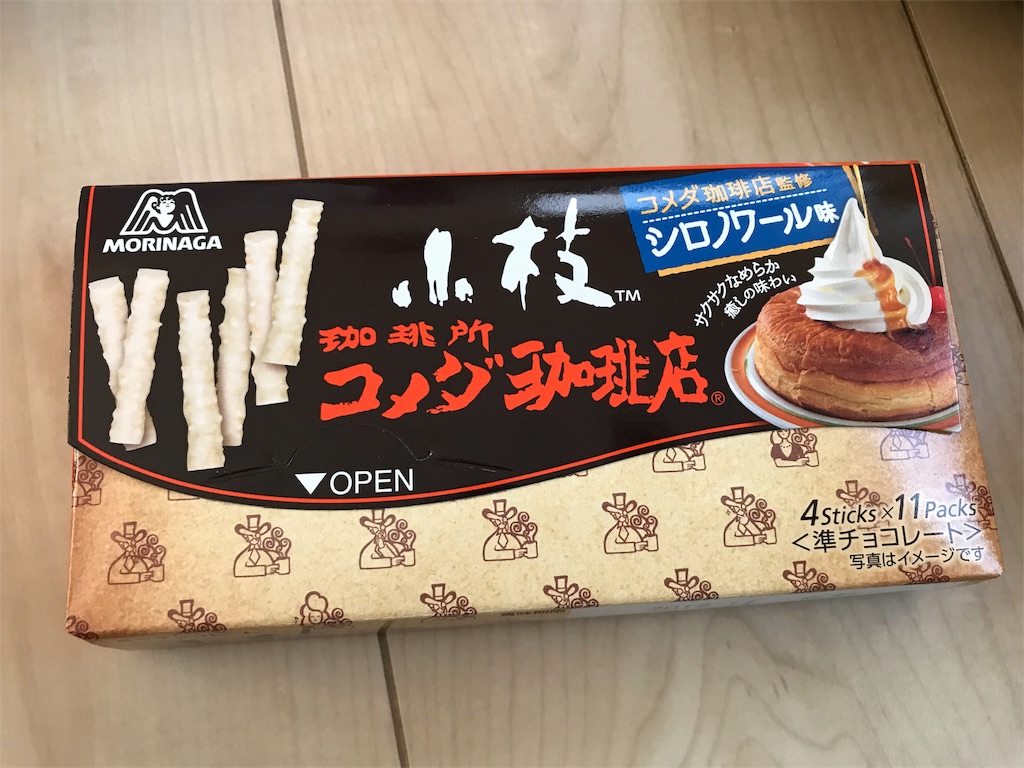 MORINAGA
小枝™
珈琲所
コメダ珈琲店®
コメダ珈琲店監修
シロノワール味
サクサクなめらか
癒しの味わい
▼OPEN
4Sticks×11Packs
＜準チョコレート＞
写真はイメージです